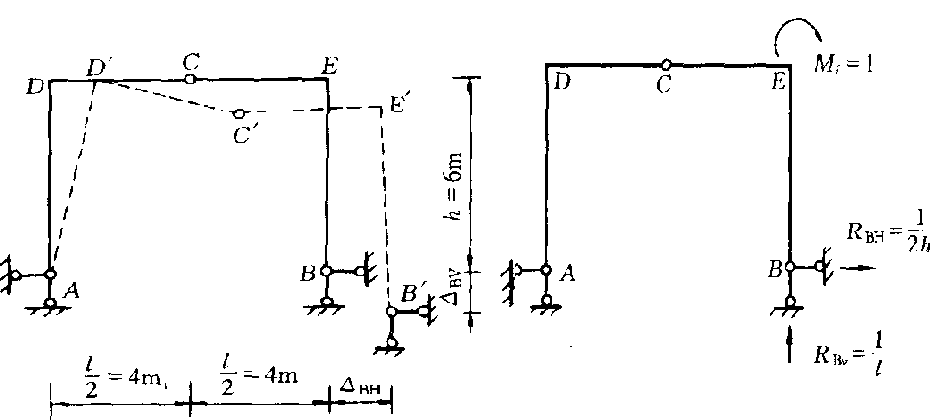 D
D′
C
E
C′
E′
A
B
B′
h = 6m
Δ_BV
l/2 = 4m
l/2 = 4m
Δ_BH
D
C
E
M_i = 1
A
B
R_BH = 1/2h
R_Bv = 1/l